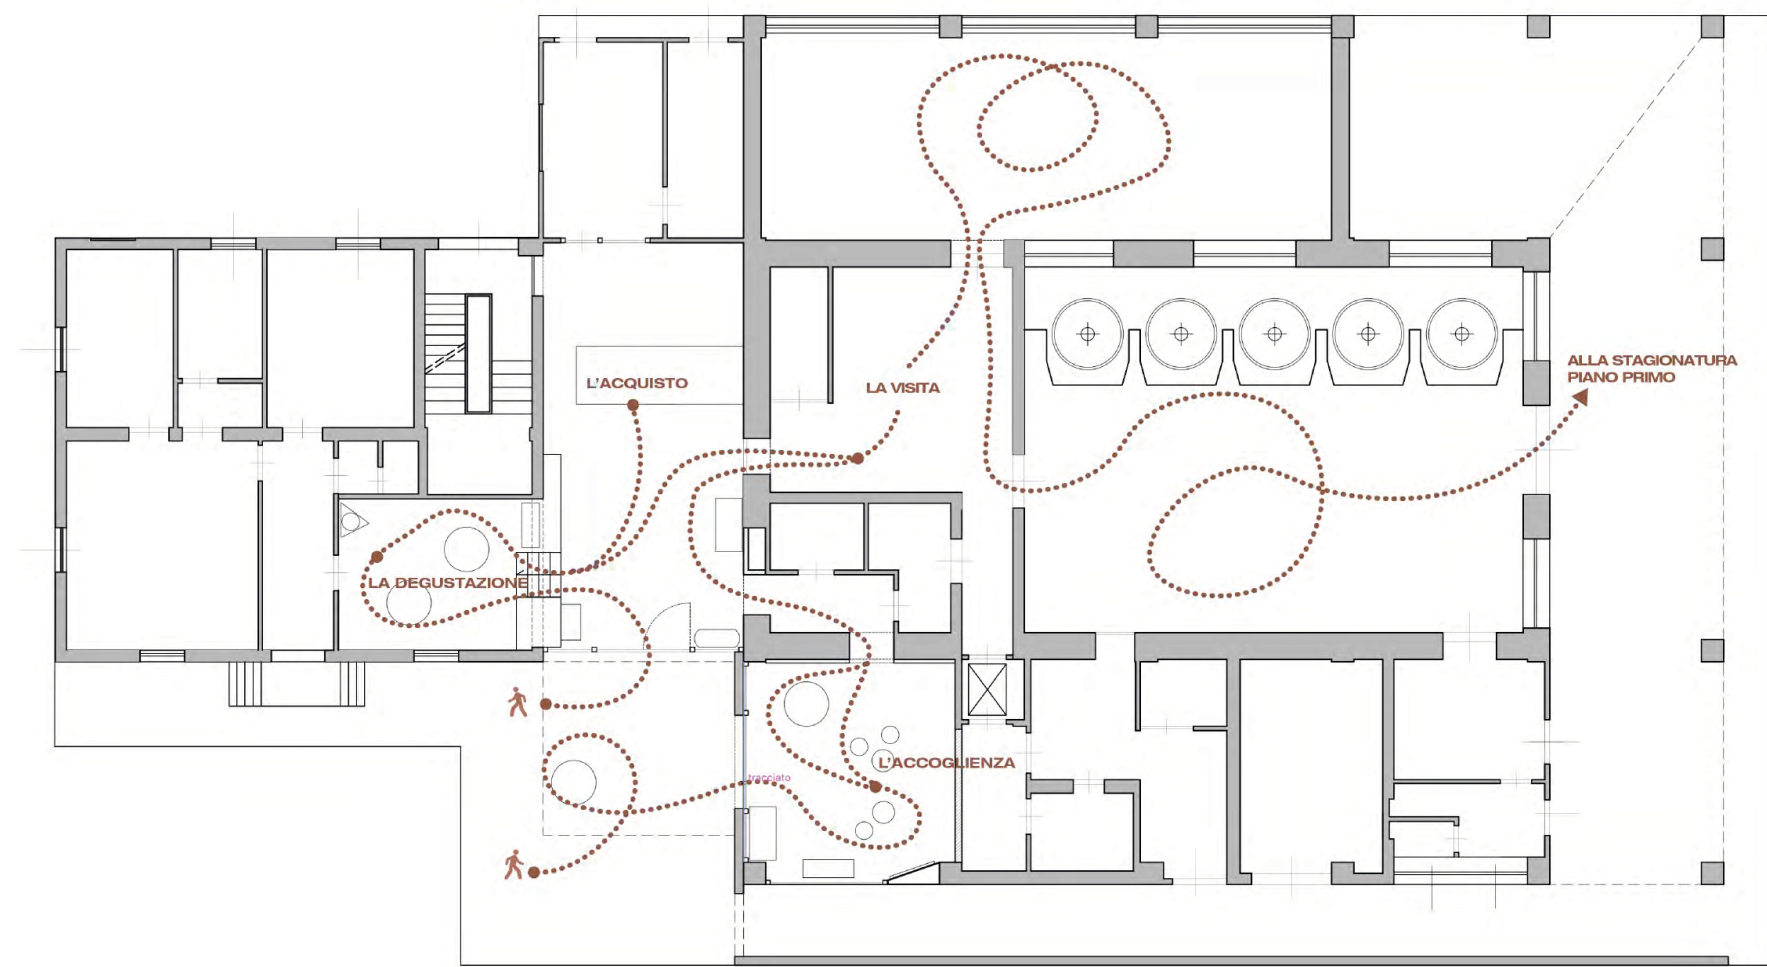 ALLA STAGIONATURA
PIANO PRIMO
L'ACQUISTO
LA VISITA
LA DEGUSTAZIONE
L'ACCOGLIENZA
tracciato